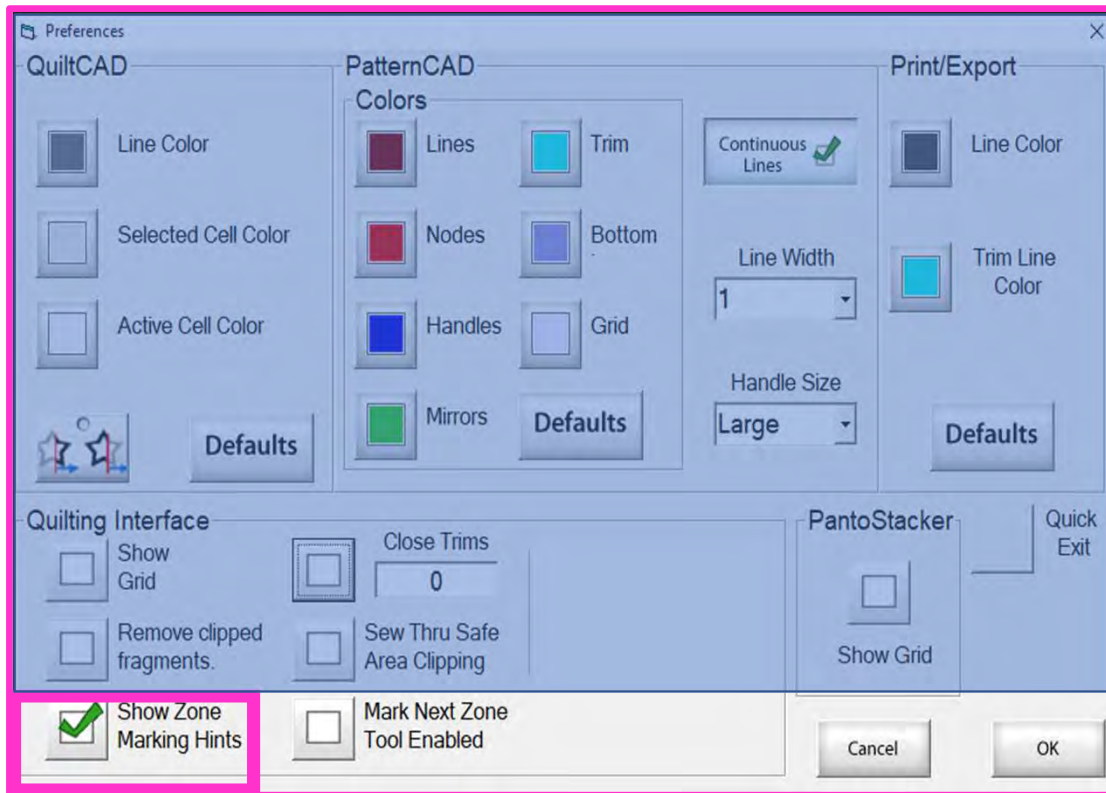 Preferences
QuiltCAD
Line Color
Selected Cell Color
Active Cell Color
Defaults
PatternCAD
Colors
Lines
Trim
Nodes
Bottom
Handles
Grid
Mirrors
Defaults
Continuous
Lines
Line Width
1
Handle Size
Large
Print/Export
Line Color
Trim Line
Color
Defaults
Quilting Interface
Show
Grid
Close Trims
0
Remove clipped
fragments.
Sew Thru Safe
Area Clipping
Show Zone
Marking Hints
Mark Next Zone
Tool Enabled
PantoStacker
Show Grid
Quick
Exit
Cancel
OK